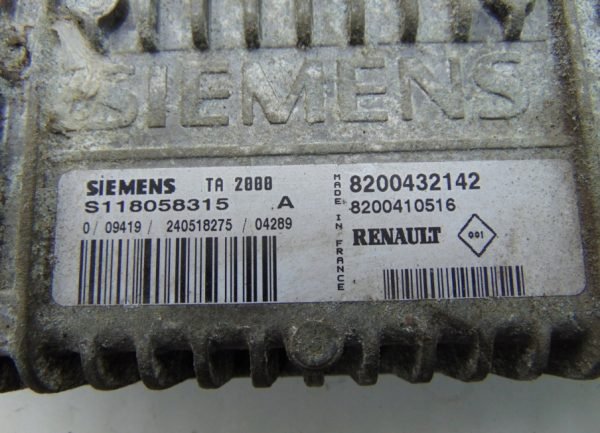 SIEMENS
SIEMENS TA 2000
S118058315 A
0 / 09419 / 240518275 / 04289
MADE IN FRANCE
8200432142
8200410516
RENAULT 001